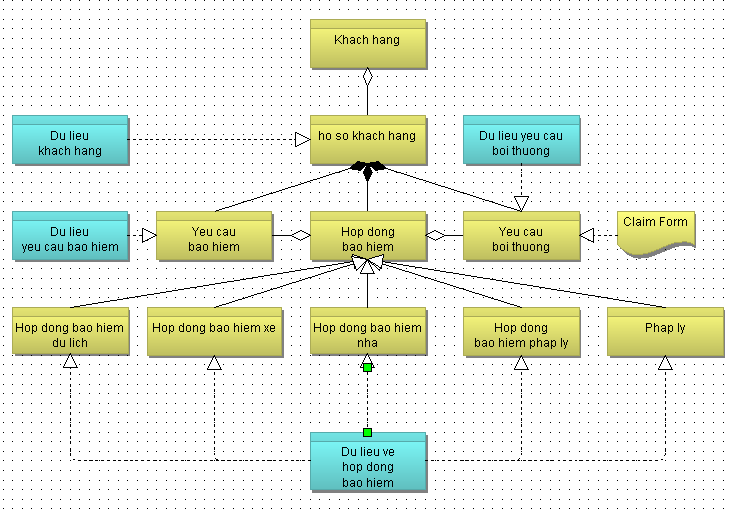 Khach hang
Du lieu
khach hang
ho so khach hang
Du lieu yeu cau
boi thuong
Du lieu
yeu cau bao hiem
Yeu cau
bao hiem
Hop dong
bao hiem
Yeu cau
boi thuong
Claim Form
Hop dong bao hiem
du lich
Hop dong bao hiem xe
Hop dong bao hiem
nha
Hop dong
bao hiem phap ly
Phap ly
Du lieu ve
hop dong
bao hiem